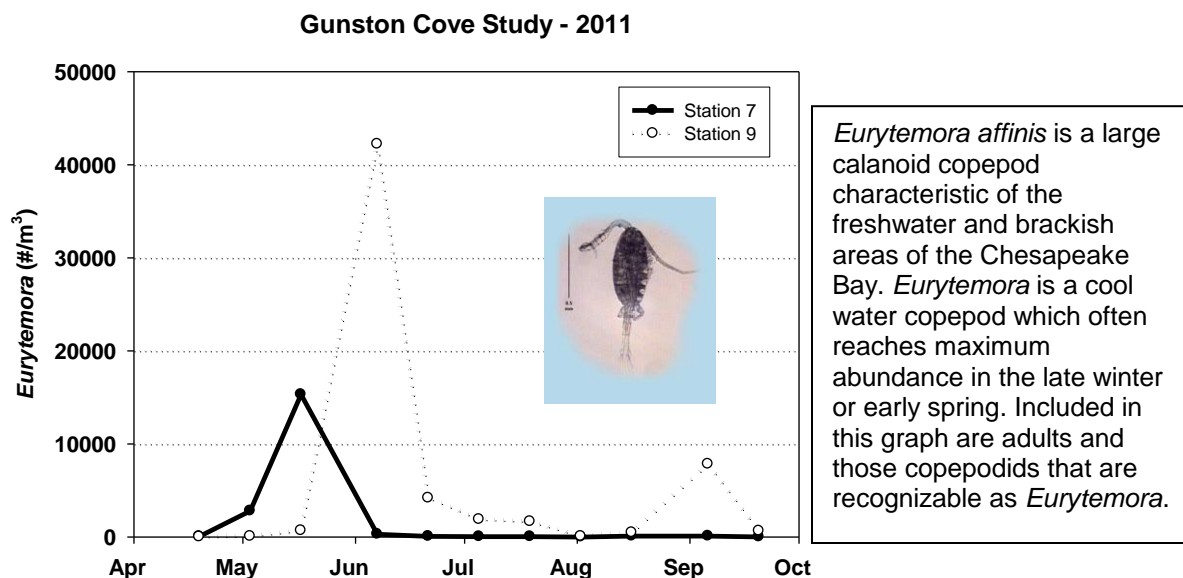 Gunston Cove Study - 2011
50000
40000
30000
20000
10000
0
Eurytemora (#/m³)
Apr May Jun Jul Aug Sep Oct
Station 7
Station 9
0.5
mm
Eurytemora affinis is a large
calanoid copepod
characteristic of the
freshwater and brackish
areas of the Chesapeake
Bay. Eurytemora is a cool
water copepod which often
reaches maximum
abundance in the late winter
or early spring. Included in
this graph are adults and
those copepodids that are
recognizable as Eurytemora.